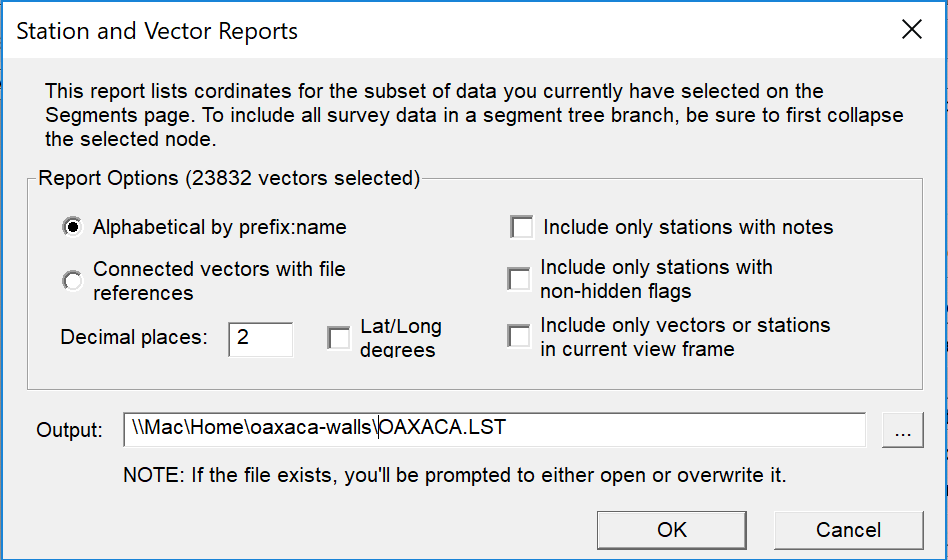 Station and Vector Reports
This report lists cordinates for the subset of data you currently have selected on the
Segments page. To include all survey data in a segment tree branch, be sure to first collapse
the selected node.
Report Options (23832 vectors selected)
Alphabetical by prefix:name
Include only stations with notes
Connected vectors with file
references
Include only stations with
non-hidden flags
Decimal places:
2
Lat/Long
degrees
Include only vectors or stations
in current view frame
Output:
\\Mac\Home\oaxaca-walls\OAXACA.LST
...
NOTE: If the file exists, you'll be prompted to either open or overwrite it.
OK
Cancel